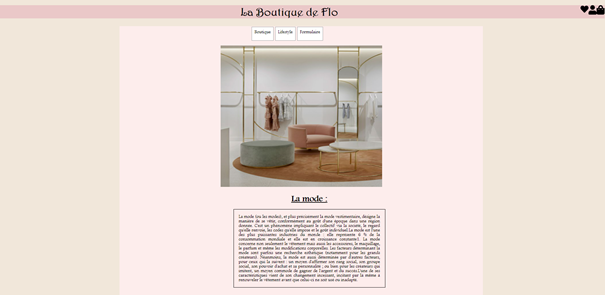 La Boutique de Flo
Boutique
Lifestyle
Formulaire
La mode :
La mode (ou les modes), et plus précisément la mode vestimentaire, désigne la
manière de se vêtir, conformément au goût d'une époque dans une région
donnée. C'est un phénomène impliquant le collectif via la société, le regard
qu'elle renvoie, les codes qu'elle impose et le goût individuel.La mode est l'une
des plus puissantes industries du monde : elle représente 6 % de la
consommation mondiale et elle est en croissance constante1. La mode
concerne non seulement le vêtement mais aussi les accessoires, le maquillage,
le parfum et même les modifications corporelles. Les facteurs déterminant la
mode sont parfois une recherche esthétique (notamment pour les grands
créateurs). Néanmoins, la mode est aussi déterminée par d'autres facteurs,
pour ceux qui la suivent : un moyen d'affirmer son rang social, son groupe
social, son pouvoir d'achat et sa personnalité ; ou bien pour les créateurs qui
créent, un moyen commode de gagner de l'argent et du succès.L'une de ses
caractéristiques vient de son changement incessant, incitant par là même à
renouveler le vêtement avant que celui-ci ne soit usé ou inadapté.